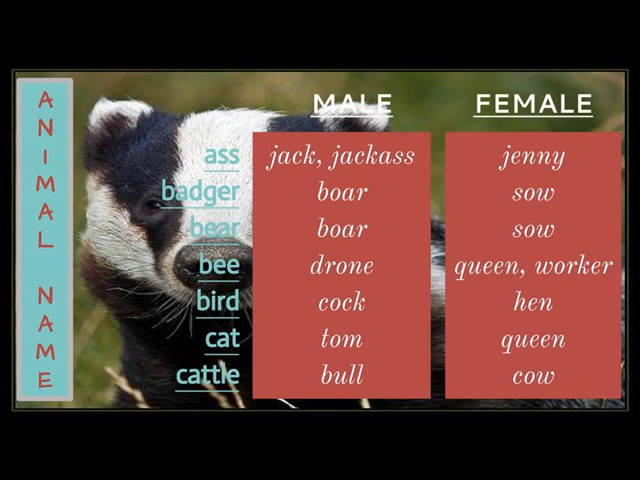 ANIMAL NAME
MALE FEMALE
ass jack, jackass jenny
badger boar sow
bear boar sow
bee drone queen, worker
bird cock hen
cat tom queen
cattle bull cow